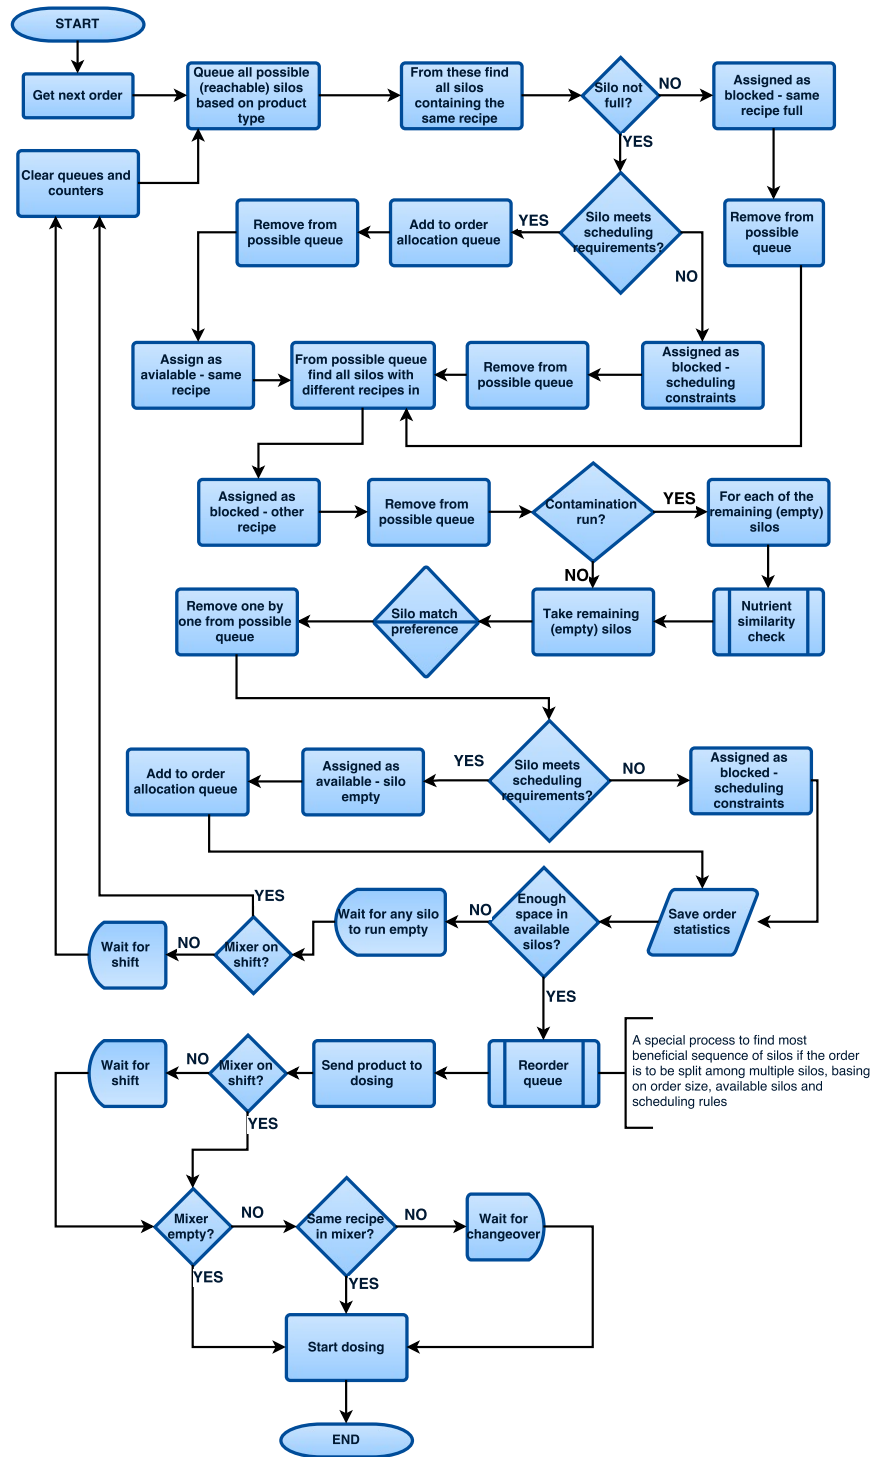 START
Get next order
Queue all possible
(reachable) silos
based on product
type
From these find
all silos
containing the
same recipe
Silo not
full?
NO
Assigned as
blocked - same
recipe full
YES
Clear queues and
counters
Remove from
possible queue
Add to order
allocation queue
YES
Silo meets
scheduling
requirements?
NO
Remove from
possible
queue
Assign as
avialable - same
recipe
From possible queue
find all silos with
different recipes in
Remove from
possible queue
Assigned as
blocked -
scheduling
constraints
Assigned as
blocked - other
recipe
Remove from
possible queue
Contamination
run?
YES
For each of the
remaining (empty)
silos
NO
Remove one by
one from possible
queue
Silo match
preference
Take remaining
(empty) silos
Nutrient
similarity
check
Add to order
allocation queue
Assigned as
available - silo
empty
YES
Silo meets
scheduling
requirements?
NO
Assigned as
blocked -
scheduling
constraints
YES
Wait for
shift
NO
Mixer on
shift?
Wait for any silo
to run empty
NO
Enough
space in
available
silos?
Save order
statistics
YES
Wait for
shift
NO
Mixer on
shift?
Send product to
dosing
Reorder
queue
A special process to find most
beneficial sequence of silos if the order
is to be split among multiple silos, basing
on order size, available silos and
scheduling rules
YES
Mixer
empty?
NO
Same recipe
in mixer?
NO
Wait for
changeover
YES
YES
Start dosing
END